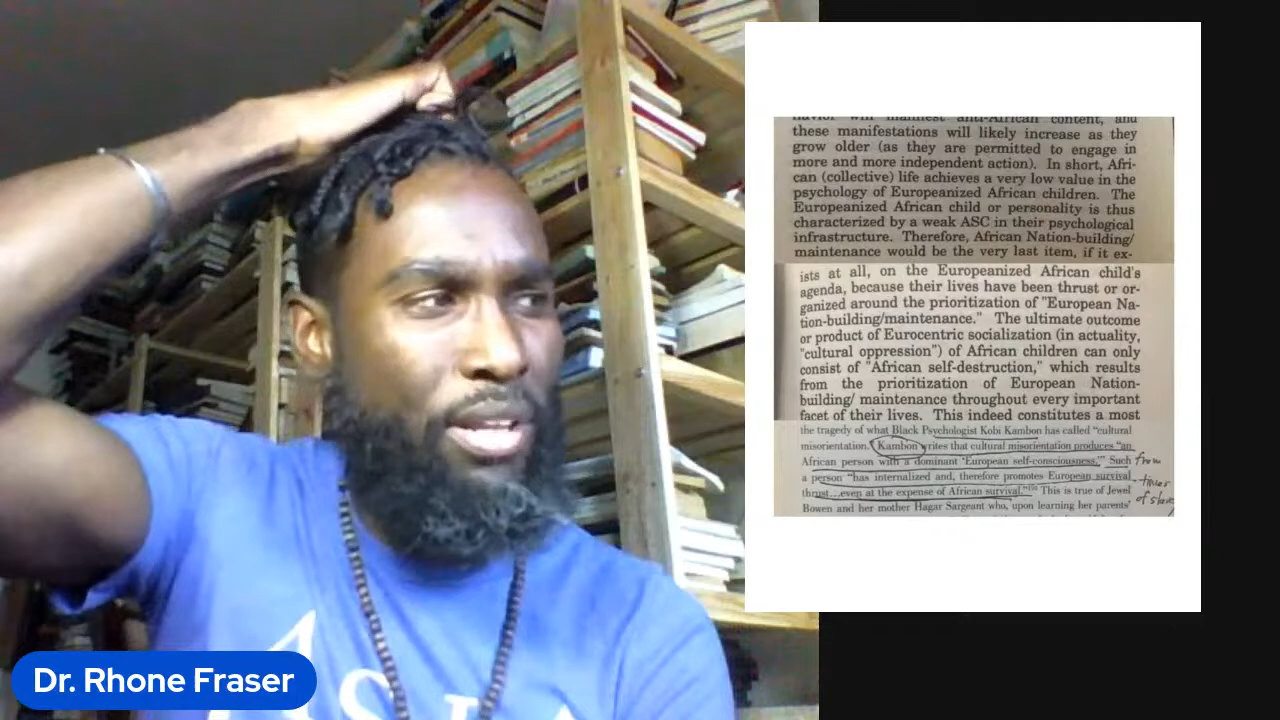 havior will manifest anti-African content, and
these manifestations will likely increase as they
grow older (as they are permitted to engage in
more and more independent action). In short, Afri-
can (collective) life achieves a very low value in the
psychology of Europeanized African children. The
Europeanized African child or personality is thus
characterized by a weak ASC in their psychological
infrastructure. Therefore, African Nation-building/
maintenance would be the very last item, if it ex-
ists at all, on the Europeanized African child's
agenda, because their lives have been thrust or or-
ganized around the prioritization of "European Na-
tion-building/maintenance." The ultimate outcome
or product of Eurocentric socialization (in actuality,
"cultural oppression") of African children can only
consist of "African self-destruction," which results
from the prioritization of European Nation-
building/ maintenance throughout every important
facet of their lives. This indeed constitutes a most
the tragedy of what Black Psychologist Kobi Kambon has called "cultural
misorientation." Kambon writes that cultural misorientation produces "an
African person with a dominant 'European self-consciousness.'" Such
a person "has internalized and, therefore promotes European survival
thrust...even at the expense of African survival." This is true of Jewel
Bowen and her mother Hagar Sargeant who, upon learning her parents'
from
times
of
Dr. Rhone Fraser